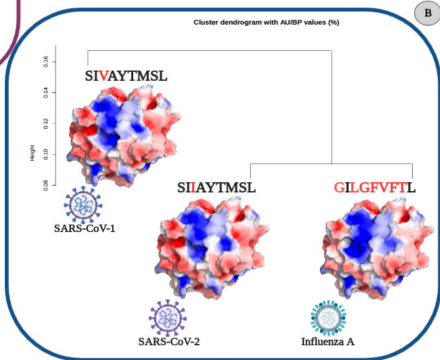 B
Cluster dendrogram with AU/BP values (%)
0.16
0.14
0.12
0.10
0.08
Height
SIVAYTMSL
SARS-CoV-1
SIIAYTMSL
GILGFVFTL
SARS-CoV-2
Influenza A